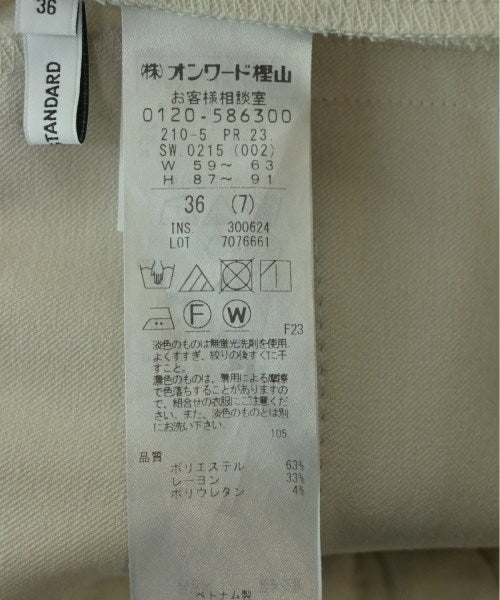 36
STANDARD
㈱オンワード樫山
お客様相談室
0120-586300
210-5 PR.23.
SW.0215 (002)
W 59～ 63
H 87～ 91
36 (7)
INS 300624
LOT 7076661
F
W
F23
淡色のものは無蛍光洗剤を使用、
よくすすぎ、絞りの後すぐに干
すこと。
濃色のものは、着用による摩擦
で色落ちすることがありますの
で、組合せの衣服にご注意くだ
さい。また、淡色のものとは別
にお洗い下さい。
105
品質
ポリエステル 63%
レーヨン 33%
ポリウレタン 4%
ベトナム製